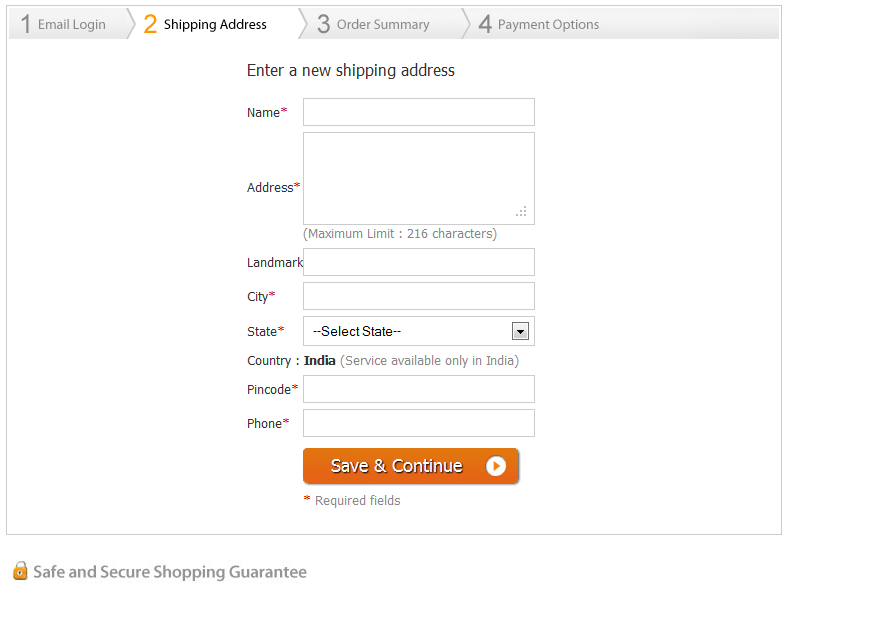 1 Email Login 2 Shipping Address 3 Order Summary 4 Payment Options
Enter a new shipping address
Name*
Address*
(Maximum Limit : 216 characters)
Landmark
City*
State* --Select State--
Country : India (Service available only in India)
Pincode*
Phone*
Save & Continue
* Required fields
Safe and Secure Shopping Guarantee